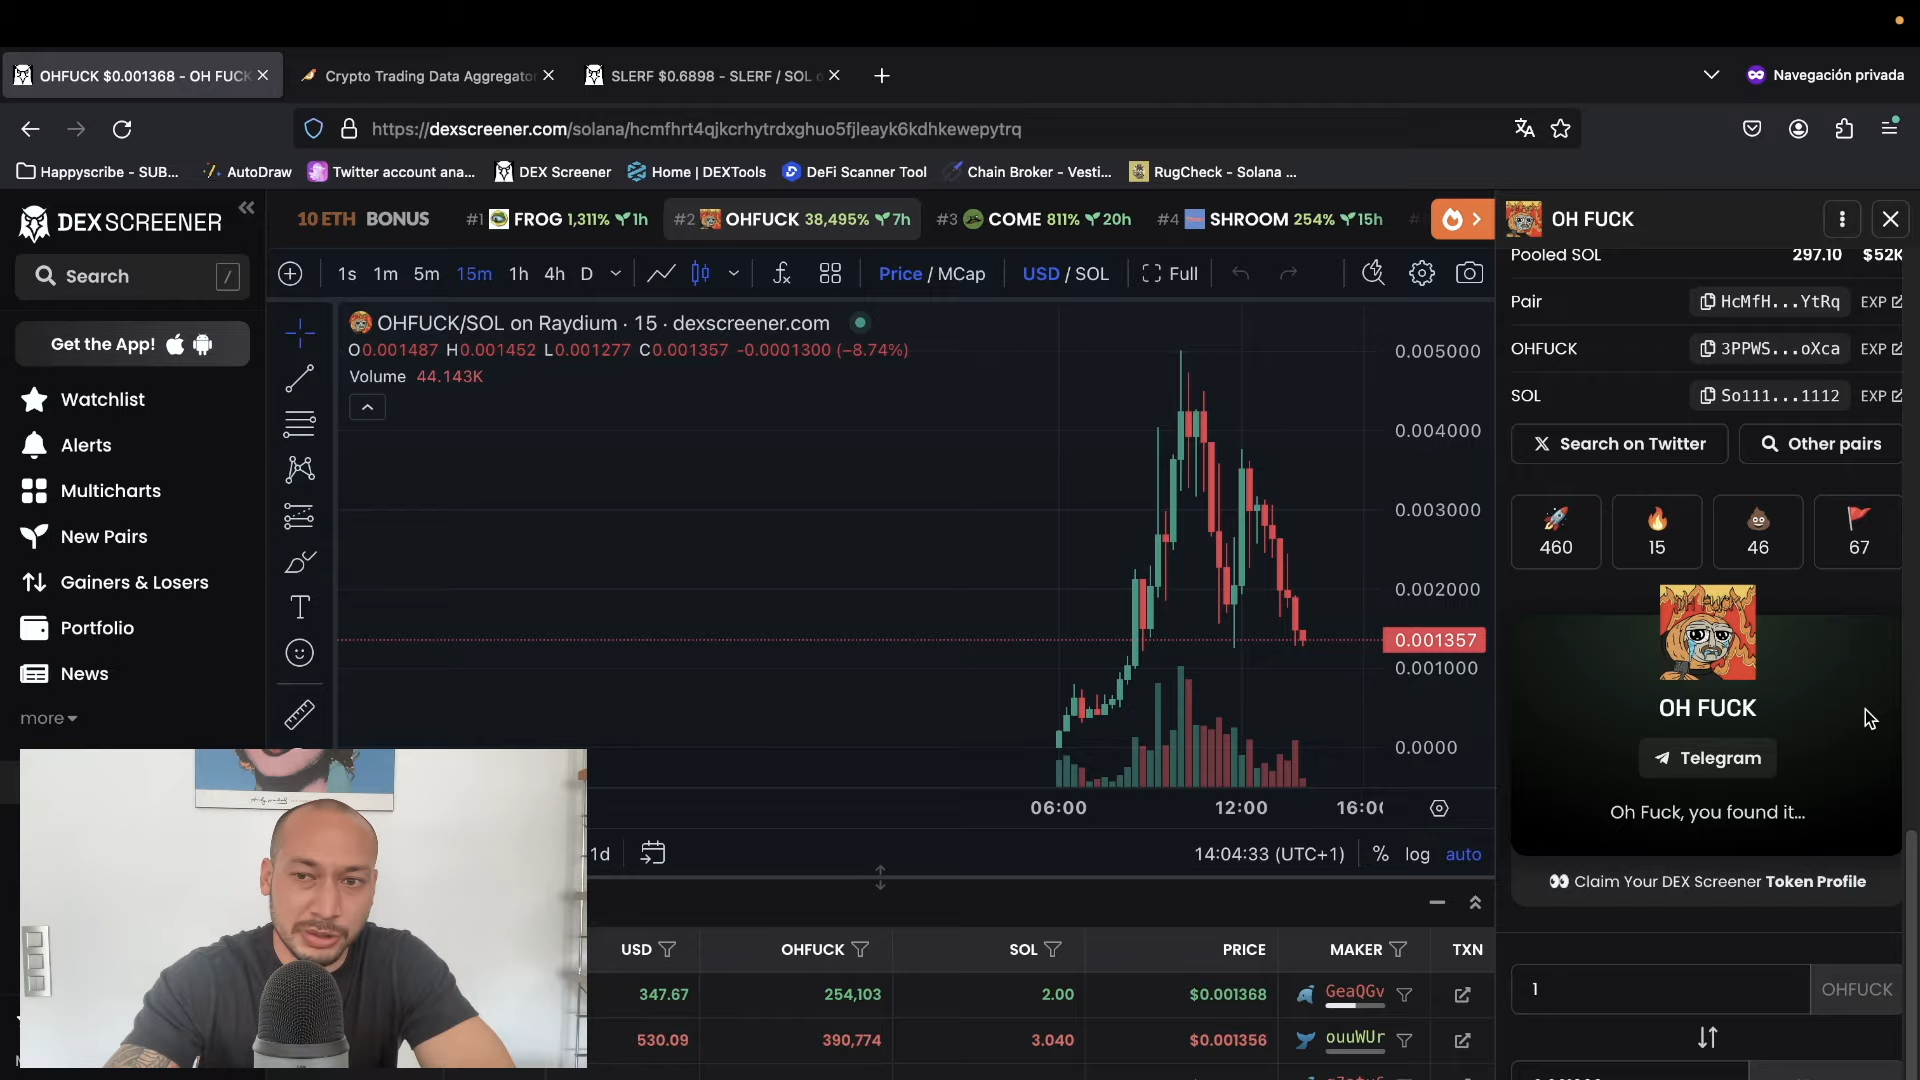 OHFUCK $0.001368 - OH FUCK
Crypto Trading Data Aggregato
SLERF $0.6898 - SLERF / SOL
Navegación privada
https://dexscreener.com/solana/hcmfhrt4qjkcrhytrdxghuo5fjleayk6kdhkewepytrq
Happyscribe - SUB...
AutoDraw
Twitter account ana...
DEX Screener
Home | DEXTools
DeFi Scanner Tool
Chain Broker - Vesti...
RugCheck - Solana ...
DEX SCREENER
10 ETH BONUS
#1 FROG 1,311% 1h
#2 OHFUCK 38,495% 7h
#3 COME 811% 20h
#4 SHROOM 254% 15h
OH FUCK
Search /
1s 1m 5m 15m 1h 4h D
Price / MCap
USD / SOL
Full
Get the App!
Watchlist
Alerts
Multicharts
New Pairs
Gainers & Losers
Portfolio
News
more
OHFUCK/SOL on Raydium · 15 · dexscreener.com
O0.001487 H0.001452 L0.001277 C0.001357 -0.0001300 (−8.74%)
Volume 44.143K
0.005000
0.004000
0.003000
0.002000
0.001357
0.001000
0.0000
06:00 12:00 16:0
1d
14:04:33 (UTC+1) % log auto
USD OHFUCK SOL PRICE MAKER TXN
347.67 254,103 2.00 $0.001368 GeaQGv
530.09 390,774 3.040 $0.001356 ouuWUr
Pooled SOL 297.10 $52K
Pair HcMfH...YtRq EXP
OHFUCK 3PPWS...oXca EXP
SOL So111...1112 EXP
Search on Twitter
Other pairs
460 15 46 67
OH FUCK
OH FUCK
Telegram
Oh Fuck, you found it...
Claim Your DEX Screener Token Profile
1 OHFUCK